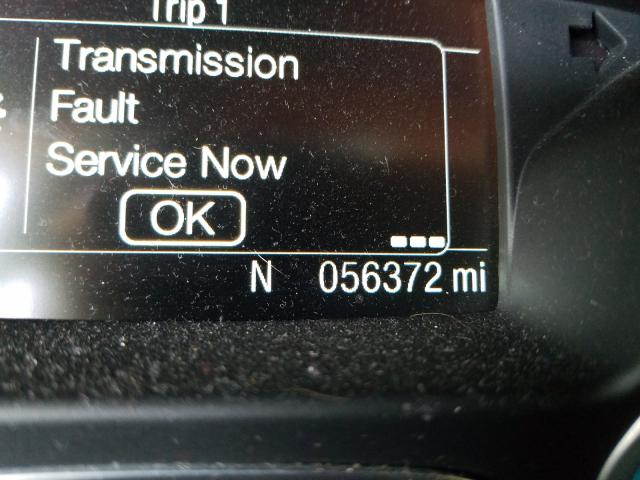 Trip 1
Transmission
Fault
Service Now
OK
N 056372 mi